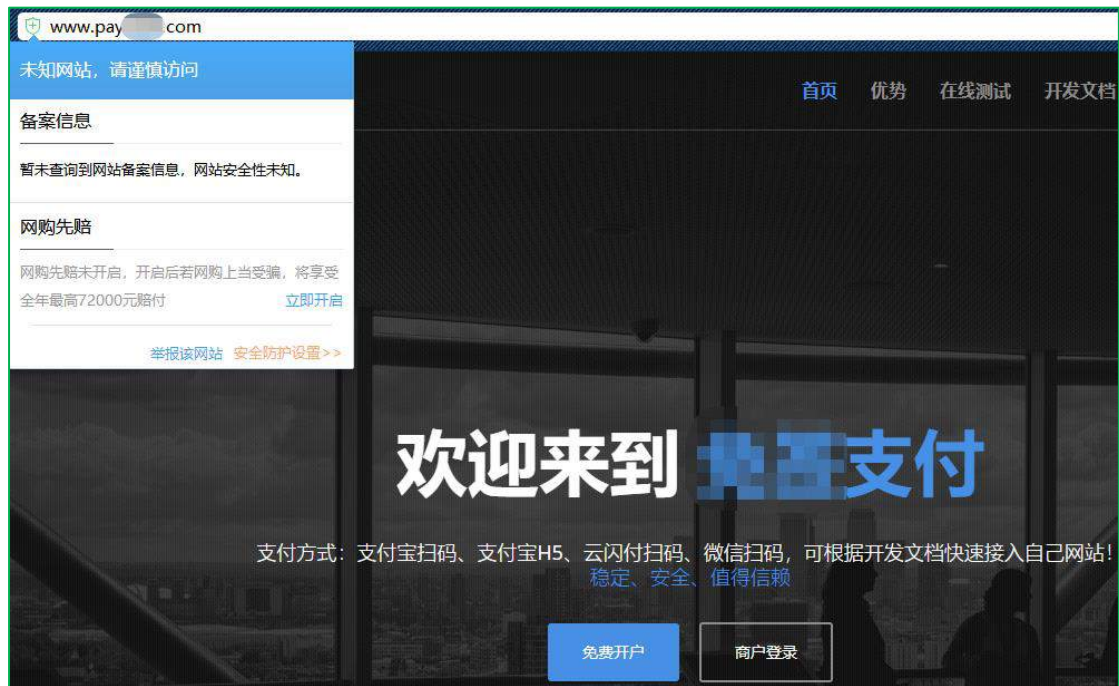 www.pay com
未知网站，请谨慎访问
首页 优势 在线测试 开发文档
备案信息
暂未查询到网站备案信息，网站安全性未知。
网购先赔
网购先赔未开启，开启后若网购上当受骗，将享受
全年最高72000元赔付 立即开启
举报该网站 安全防护设置>>
欢迎来到 支付
支付方式：支付宝扫码、支付宝H5、云闪付扫码、微信扫码，可根据开发文档快速接入自己网站！
稳定、安全、值得信赖
免费开户 商户登录